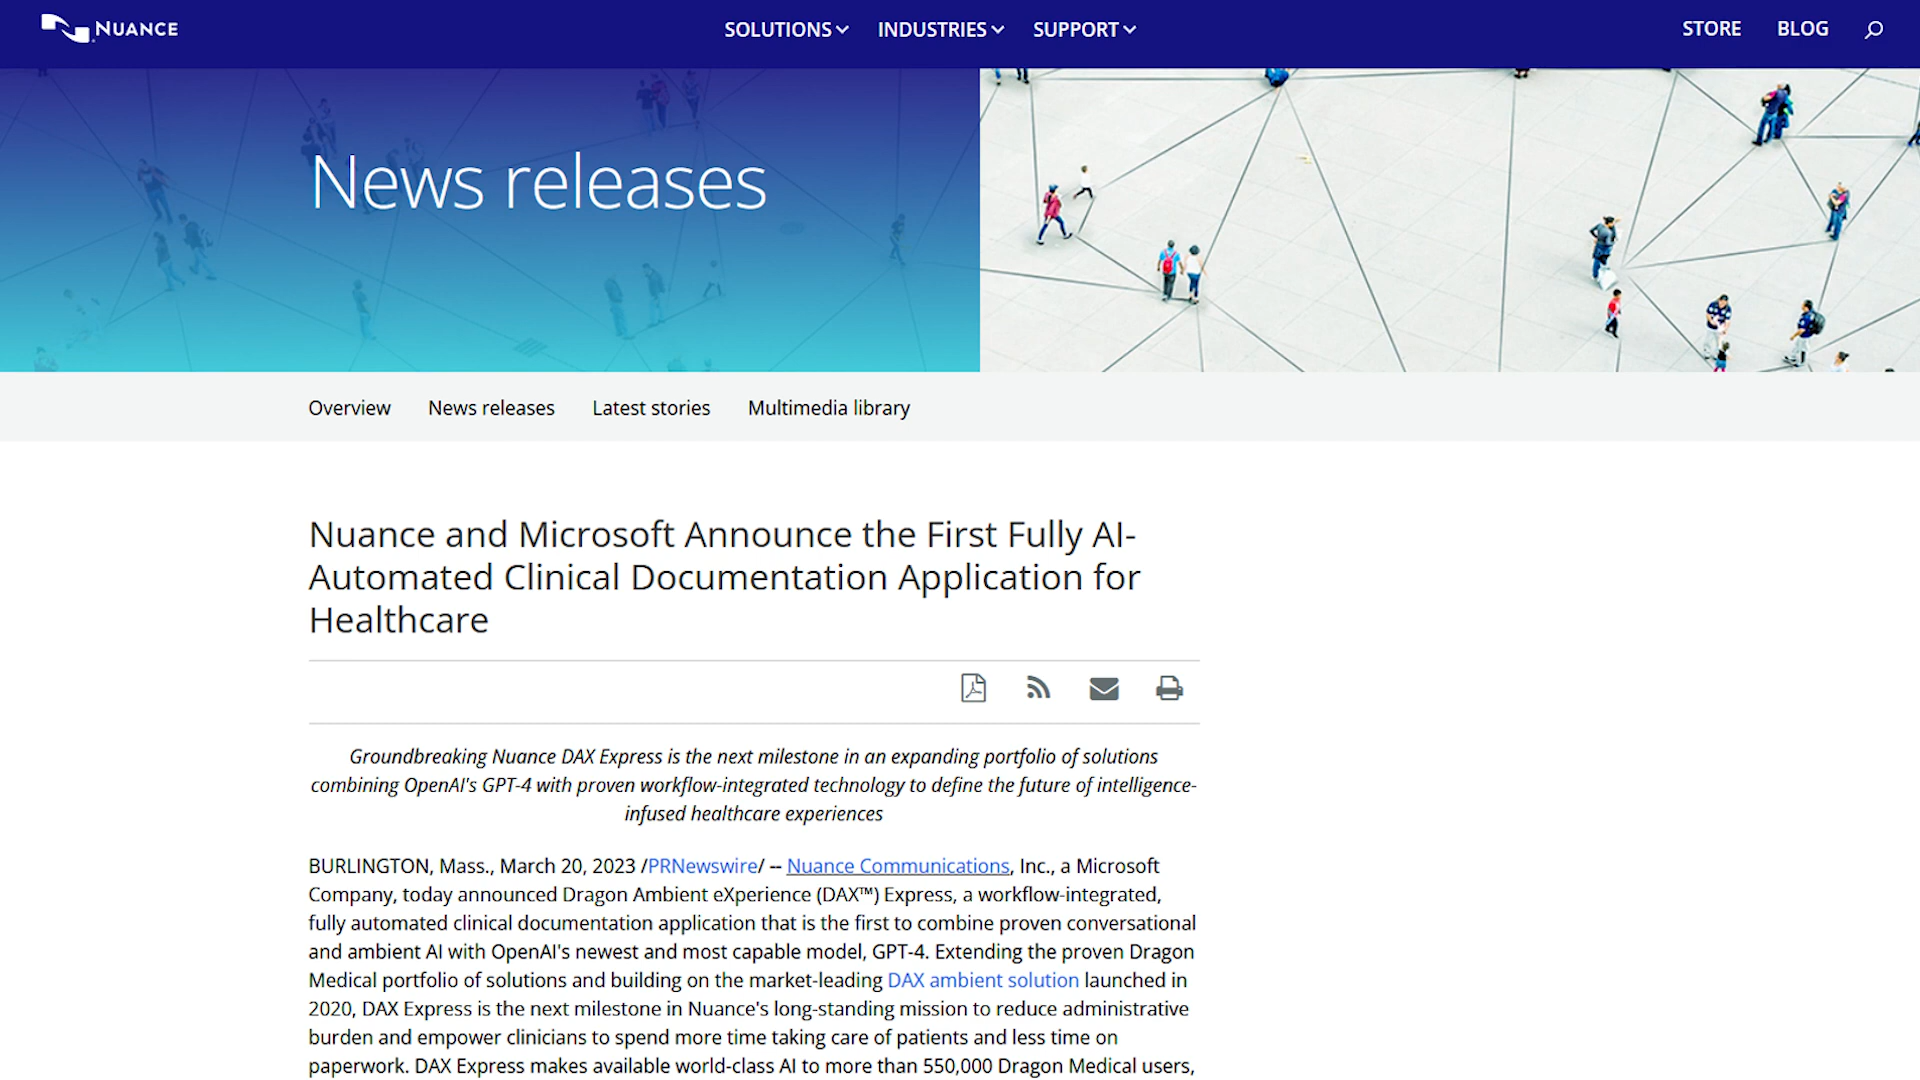 NUANCE
SOLUTIONS
INDUSTRIES
SUPPORT
STORE
BLOG
News releases
Overview
News releases
Latest stories
Multimedia library
Nuance and Microsoft Announce the First Fully AI-
Automated Clinical Documentation Application for
Healthcare
Groundbreaking Nuance DAX Express is the next milestone in an expanding portfolio of solutions
combining OpenAI's GPT-4 with proven workflow-integrated technology to define the future of intelligence-
infused healthcare experiences
BURLINGTON, Mass., March 20, 2023 /PRNewswire/ -- Nuance Communications, Inc., a Microsoft
Company, today announced Dragon Ambient eXperience (DAX™) Express, a workflow-integrated,
fully automated clinical documentation application that is the first to combine proven conversational
and ambient AI with OpenAI's newest and most capable model, GPT-4. Extending the proven Dragon
Medical portfolio of solutions and building on the market-leading DAX ambient solution launched in
2020, DAX Express is the next milestone in Nuance's long-standing mission to reduce administrative
burden and empower clinicians to spend more time taking care of patients and less time on
paperwork. DAX Express makes available world-class AI to more than 550,000 Dragon Medical users,